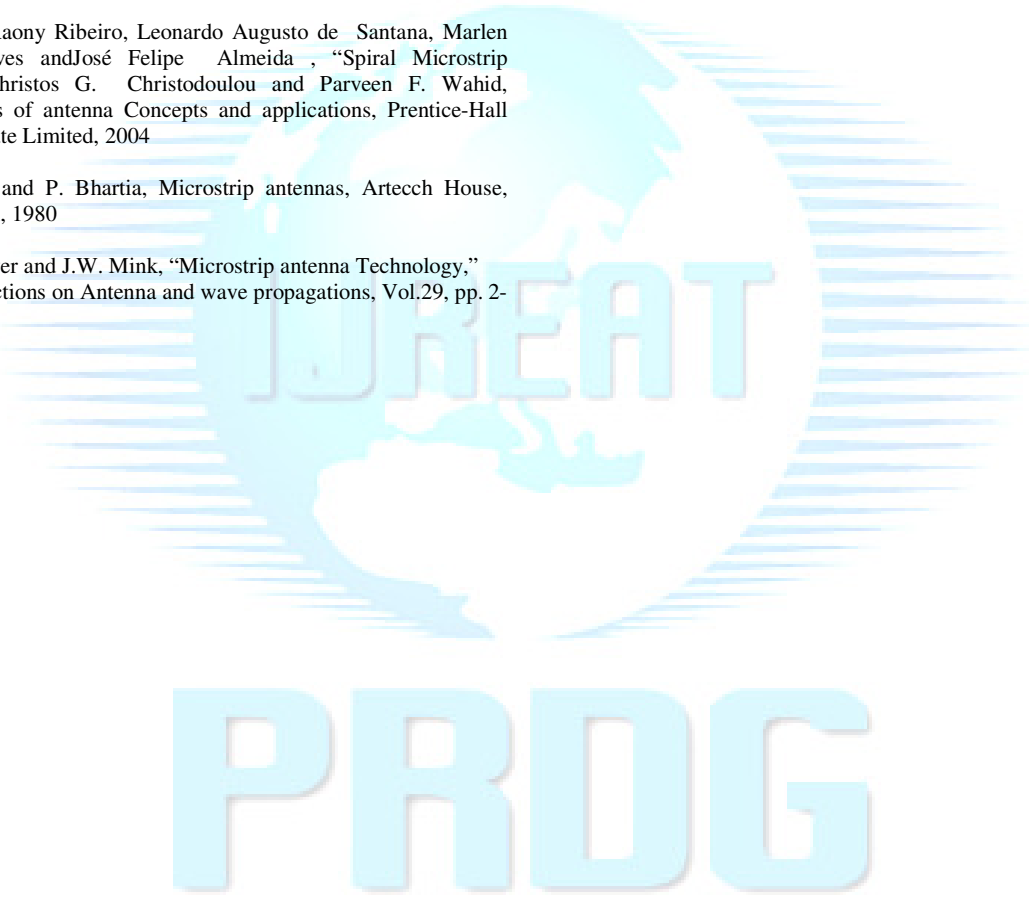 aony Ribeiro, Leonardo Augusto de Santana, Marlen
ves andJosé Felipe Almeida , “Spiral Microstrip
hristos G. Christodoulou and Parveen F. Wahid,
s of antenna Concepts and applications, Prentice-Hall
te Limited, 2004
and P. Bhartia, Microstrip antennas, Artecch House,
, 1980
er and J.W. Mink, “Microstrip antenna Technology,”
ctions on Antenna and wave propagations, Vol.29, pp. 2-
IJREAT
PRDG